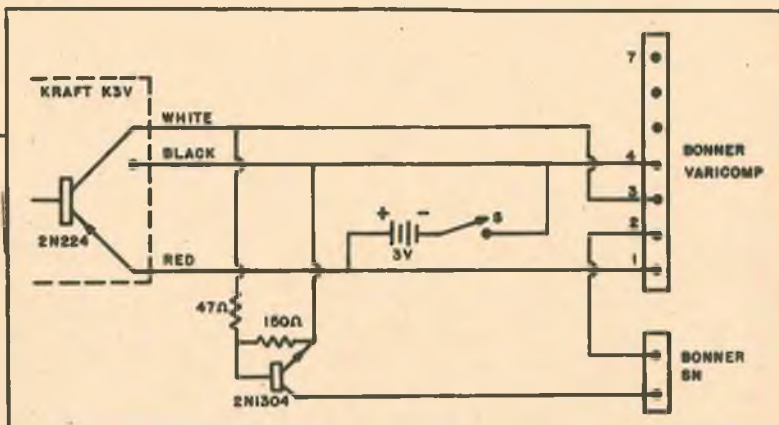 KRAFT K3V
WHITE
BLACK
RED
2N224
+ -
3V
S
47Ω
150Ω
2N1304
7
4
3
2
1
BONNER
VARICOMP
BONNER
SN